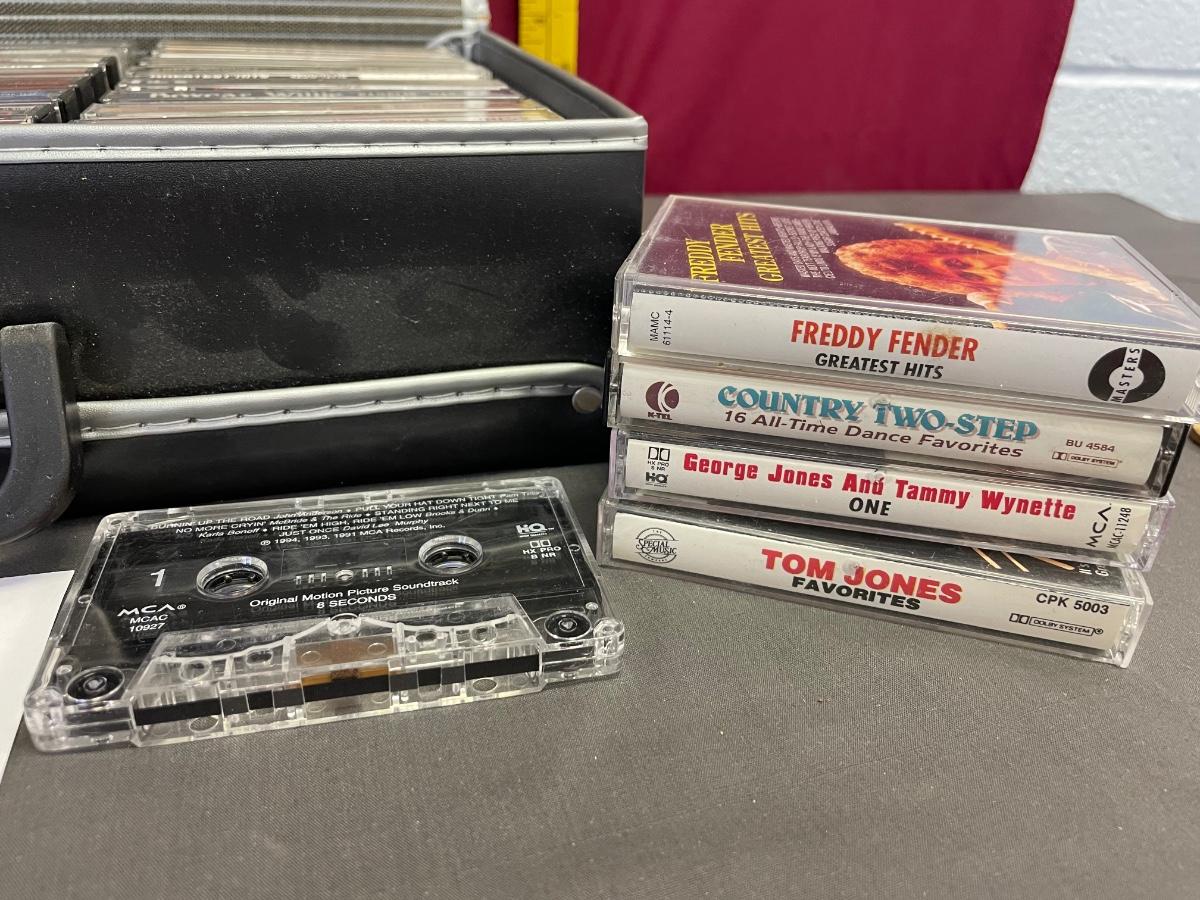 FREDDY
FENDER
GREATEST HITS
MAMC
61114-4
FREDDY FENDER
GREATEST HITS
MASTERS
K-TEL
COUNTRY TWO-STEP
16 All-Time Dance Favorites
BU 4584
DOLBY SYSTEM
HX PRO
B NR
HQ
George Jones And Tammy Wynette
ONE
MCA
MCAC-11248
SPECIAL
MUSIC
TOM JONES
FAVORITES
CPK 5003
DOLBY SYSTEM®
BURNIN' UP THE ROAD John Anderson • PULL YOUR HAT DOWN TIGHT Pam Tillis
NO MORE CRYIN' McBride & The Ride • STANDING RIGHT NEXT TO ME
Karla Bonoff • RIDE 'EM HIGH, RIDE 'EM LOW Brooks & Dunn •
JUST ONCE David Lee Murphy
℗ 1994, 1993, 1991 MCA Records, Inc.
HQ
HX PRO
B NR
1
MCA®
MCAC
10927
Original Motion Picture Soundtrack
8 SECONDS